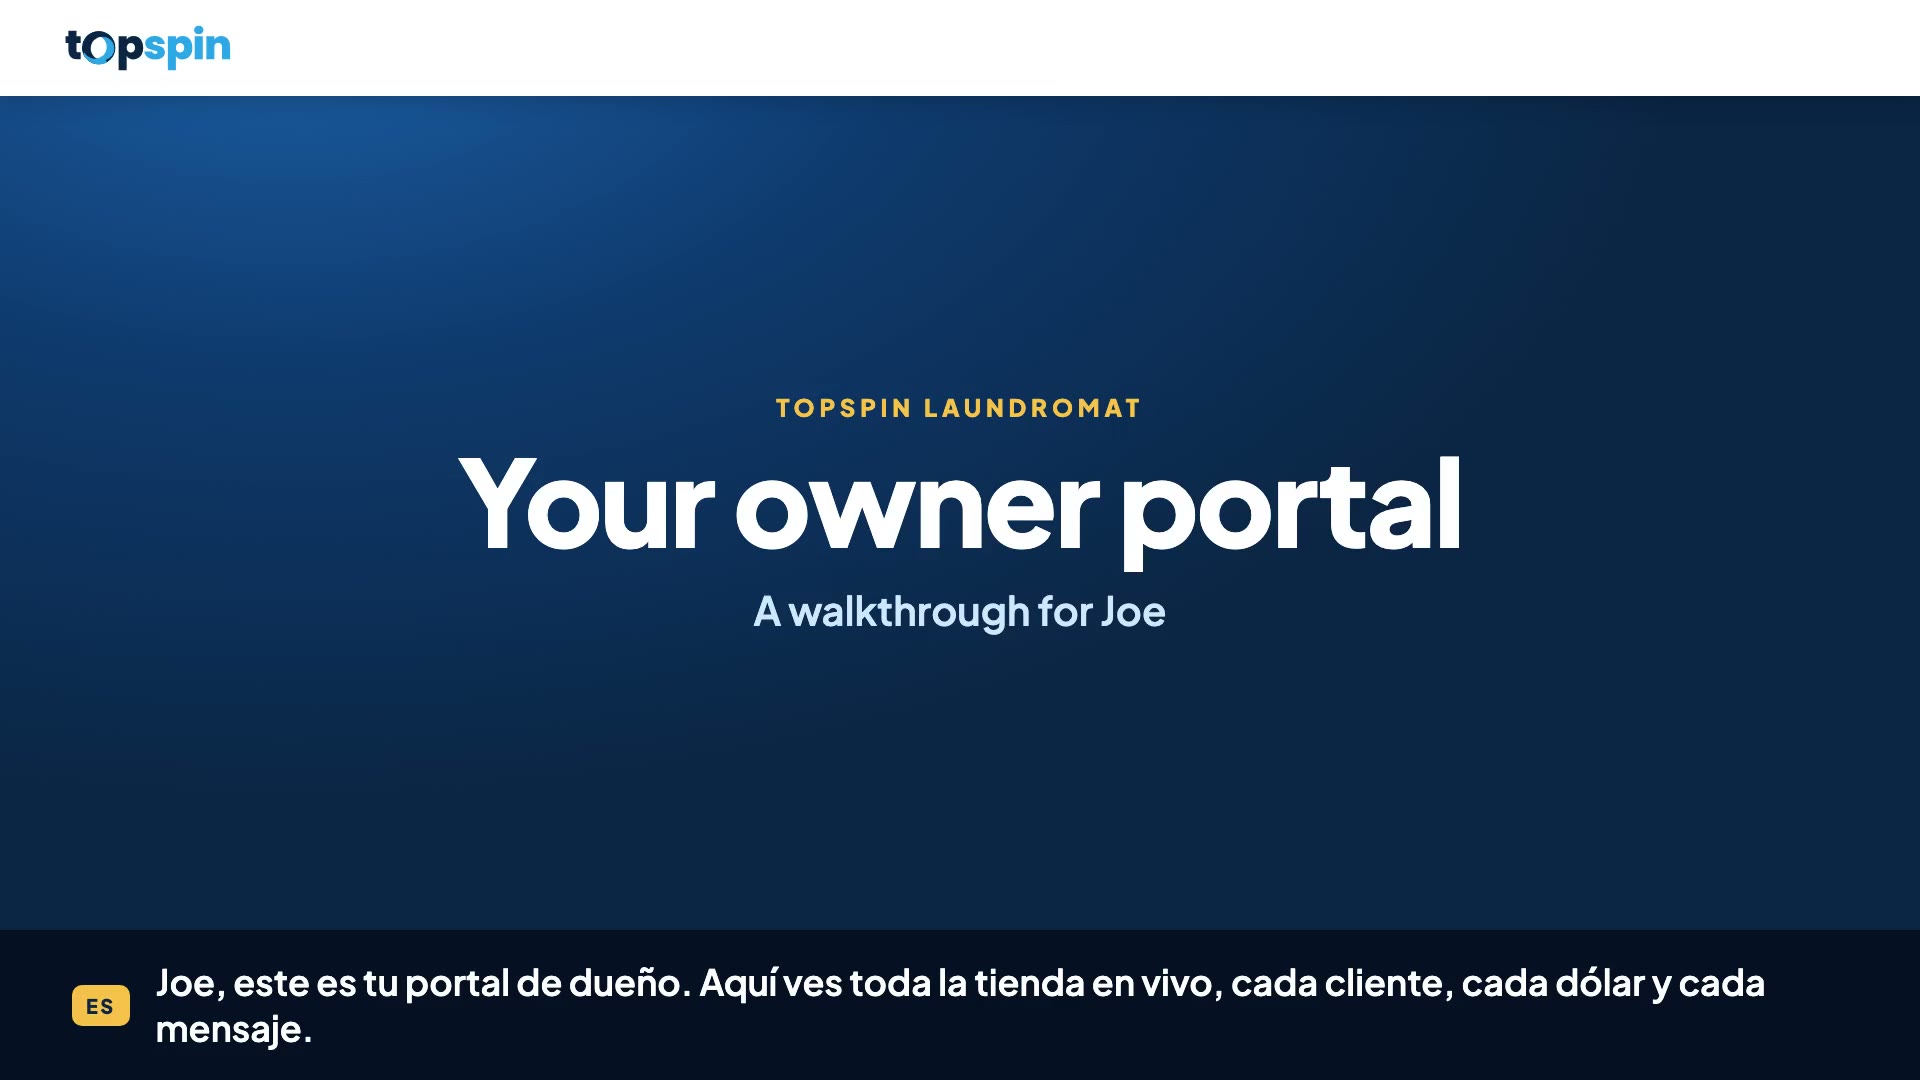 topspin
TOPSPIN LAUNDROMAT
Your owner portal
A walkthrough for Joe
ES
Joe, este es tu portal de dueño. Aquí ves toda la tienda en vivo, cada cliente, cada dólar y cada
mensaje.